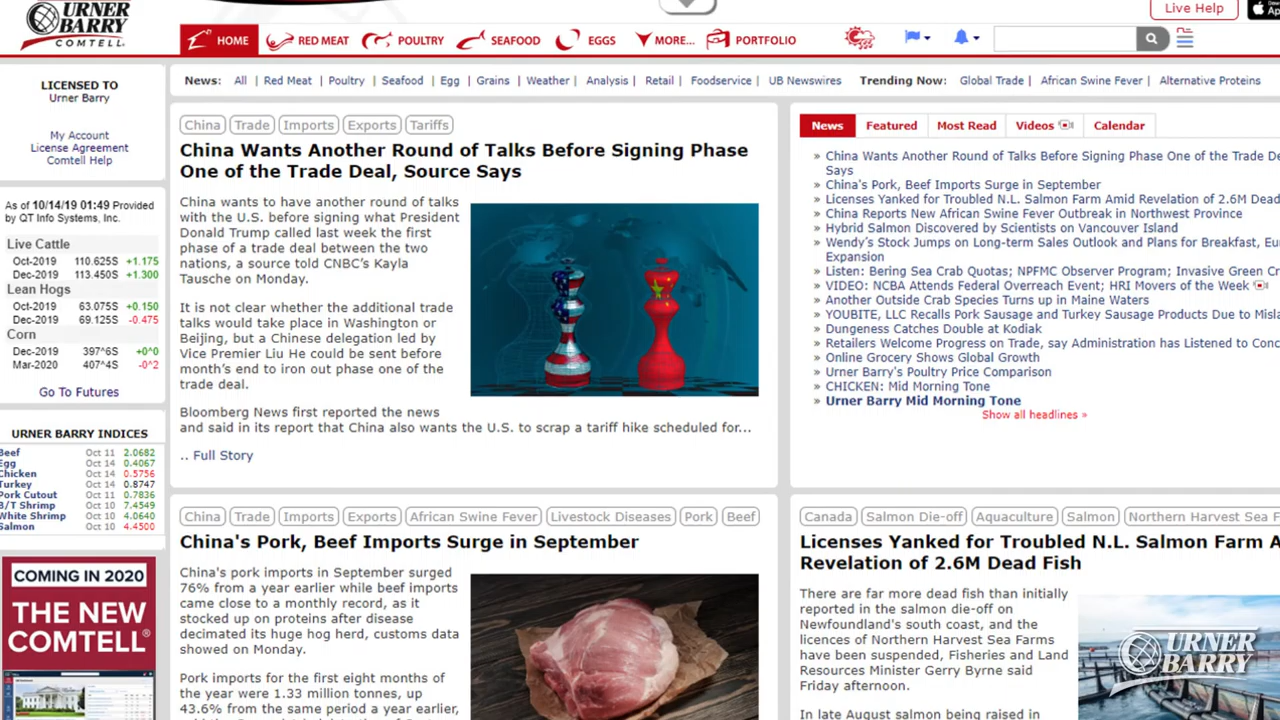 URNER
BARRY
COMTELL
Live Help
HOME RED MEAT POULTRY SEAFOOD EGGS MORE... PORTFOLIO
LICENSED TO
Urner Barry
My Account
License Agreement
Comtell Help
As of 10/14/19 01:49 Provided
by QT Info Systems, Inc.
Live Cattle
Oct-2019 110.625S +1.175
Dec-2019 113.450S +1.300
Lean Hogs
Oct-2019 63.075S +0.150
Dec-2019 69.125S -0.475
Corn
Dec-2019 397^6S +0^0
Mar-2020 407^4S -0^2
Go To Futures
URNER BARRY INDICES
Beef Oct 11 2.0682
Egg Oct 14 0.4067
Chicken Oct 14 0.5756
Turkey Oct 14 0.8747
Pork Cutout Oct 11 0.7836
B/T Shrimp Oct 10 7.4549
White Shrimp Oct 10 4.0640
Salmon Oct 10 4.4500
COMING IN 2020
THE NEW
COMTELL®
News: All | Red Meat | Poultry | Seafood | Egg | Grains | Weather | Analysis | Retail | Foodservice | UB Newswires Trending Now: Global Trade | African Swine Fever | Alternative Proteins
China Trade Imports Exports Tariffs
China Wants Another Round of Talks Before Signing Phase
One of the Trade Deal, Source Says
China wants to have another round of talks
with the U.S. before signing what President
Donald Trump called last week the first
phase of a trade deal between the two
nations, a source told CNBC's Kayla
Tausche on Monday.
It is not clear whether the additional trade
talks would take place in Washington or
Beijing, but a Chinese delegation led by
Vice Premier Liu He could be sent before
month's end to iron out phase one of the
trade deal.
Bloomberg News first reported the news
and said in its report that China also wants the U.S. to scrap a tariff hike scheduled for...
.. Full Story
News Featured Most Read Videos Calendar
» China Wants Another Round of Talks Before Signing Phase One of the Trade De
Says
» China's Pork, Beef Imports Surge in September
» Licenses Yanked for Troubled N.L. Salmon Farm Amid Revelation of 2.6M Dead
» China Reports New African Swine Fever Outbreak in Northwest Province
» Hybrid Salmon Discovered by Scientists on Vancouver Island
» Wendy's Stock Jumps on Long-term Sales Outlook and Plans for Breakfast, Eu
Expansion
» Listen: Bering Sea Crab Quotas; NPFMC Observer Program; Invasive Green Cr
» VIDEO: NCBA Attends Federal Overreach Event; HRI Movers of the Week
» Another Outside Crab Species Turns up in Maine Waters
» YOUBITE, LLC Recalls Pork Sausage and Turkey Sausage Products Due to Misla
» Dungeness Catches Double at Kodiak
» Retailers Welcome Progress on Trade, say Administration has Listened to Conc
» Online Grocery Shows Global Growth
» Urner Barry's Poultry Price Comparison
» CHICKEN: Mid Morning Tone
» Urner Barry Mid Morning Tone
Show all headlines »
China Trade Imports Exports African Swine Fever Livestock Diseases Pork Beef
China's Pork, Beef Imports Surge in September
China's pork imports in September surged
76% from a year earlier while beef imports
came close to a monthly record, as it
stocked up on proteins after disease
decimated its huge hog herd, customs data
showed on Monday.
Pork imports for the first eight months of
the year were 1.33 million tonnes, up
43.6% from the same period a year earlier,
Canada Salmon Die-off Aquaculture Salmon Northern Harvest Sea F
Licenses Yanked for Troubled N.L. Salmon Farm A
Revelation of 2.6M Dead Fish
There are far more dead fish than initially
reported in the salmon die-off on
Newfoundland's south coast, and the
licences of Northern Harvest Sea Farms
have been suspended, Fisheries and Land
Resources Minister Gerry Byrne said
Friday afternoon.
In late August salmon being raised in
URNER
BARRY